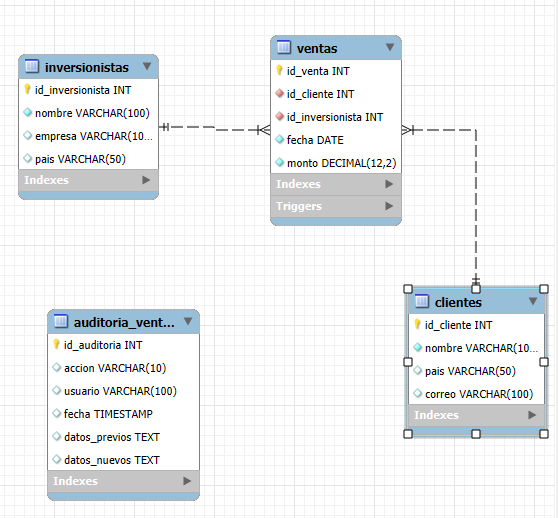 inversionistas
id_inversionista INT
nombre VARCHAR(100)
empresa VARCHAR(10...
pais VARCHAR(50)
Indexes
ventas
id_venta INT
id_cliente INT
id_inversionista INT
fecha DATE
monto DECIMAL(12,2)
Indexes
Triggers
auditoria_vent...
id_auditoria INT
accion VARCHAR(10)
usuario VARCHAR(100)
fecha TIMESTAMP
datos_previos TEXT
datos_nuevos TEXT
Indexes
clientes
id_cliente INT
nombre VARCHAR(10...
pais VARCHAR(50)
correo VARCHAR(100)
Indexes